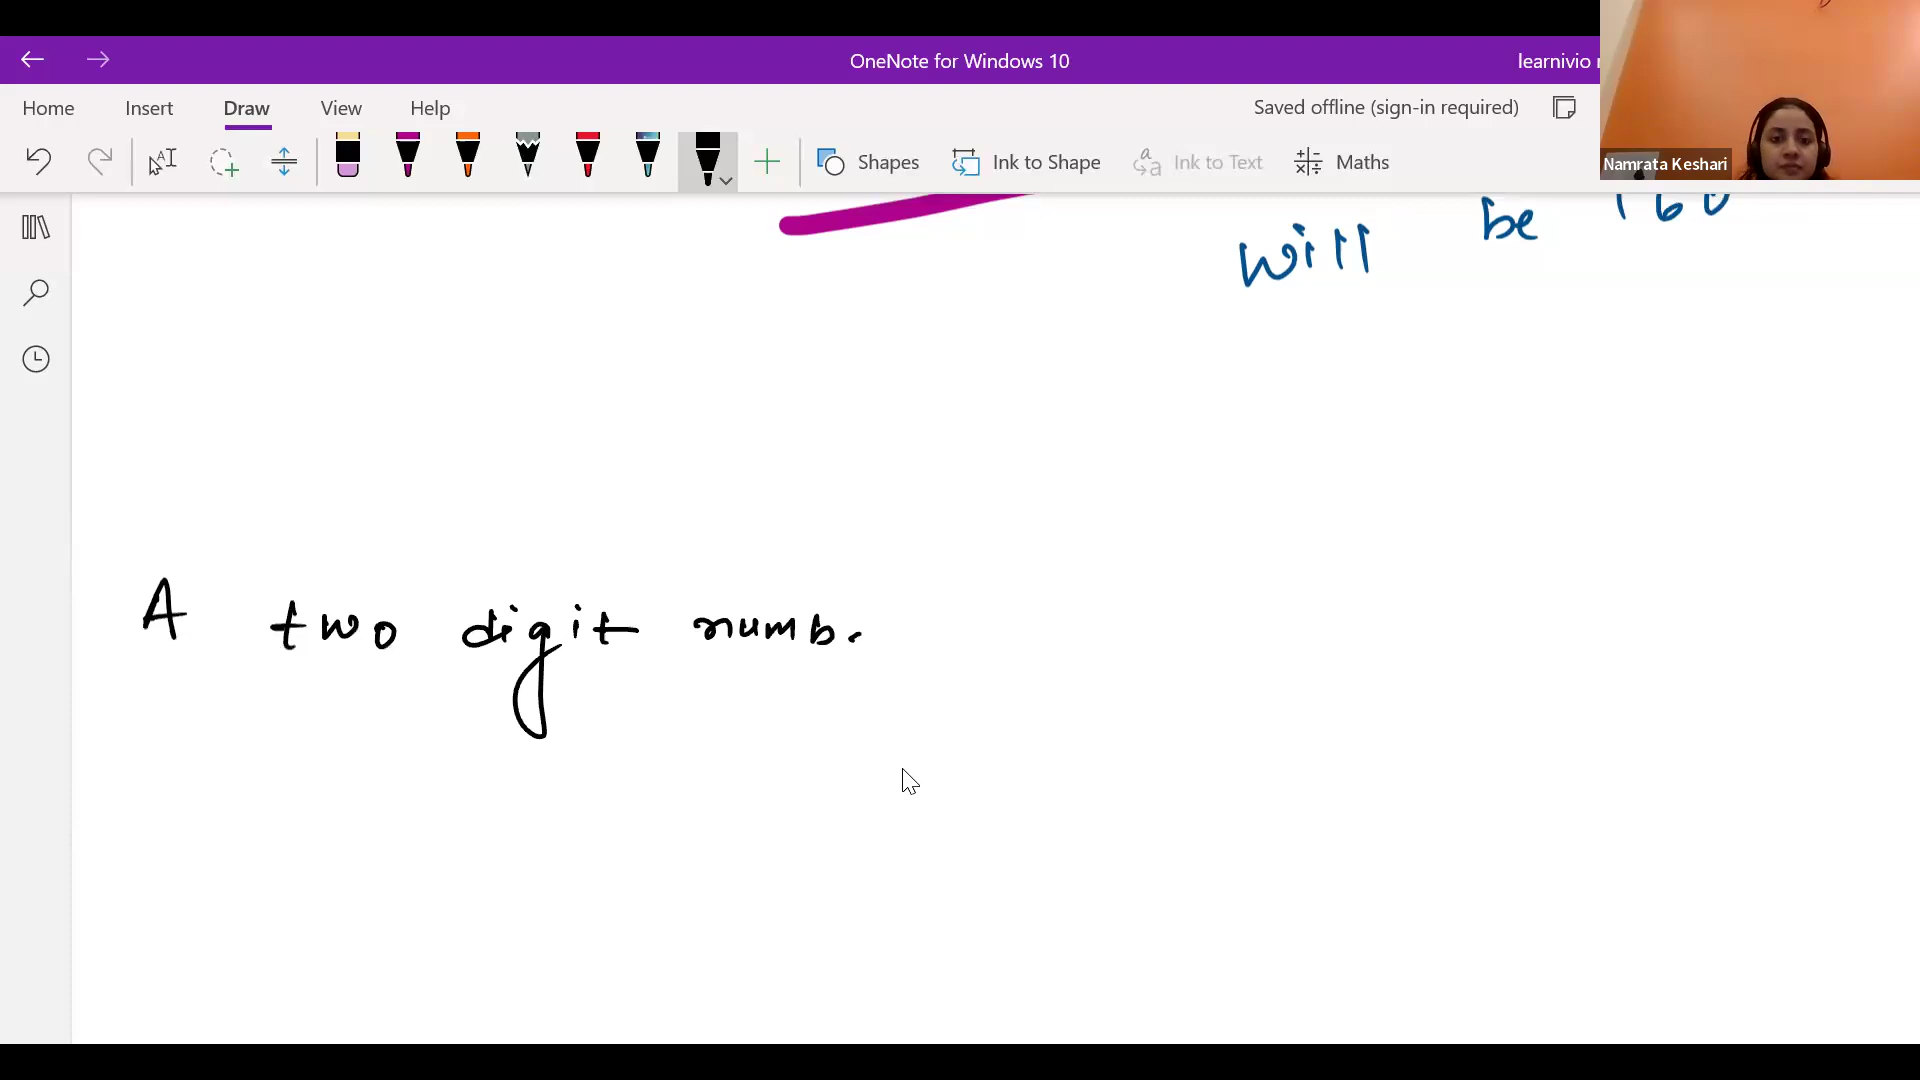 OneNote for Windows 10
learnivio
Home Insert Draw View Help
Saved offline (sign-in required)
Shapes Ink to Shape Ink to Text Maths
Namrata Keshari
will be
A two digit numb.